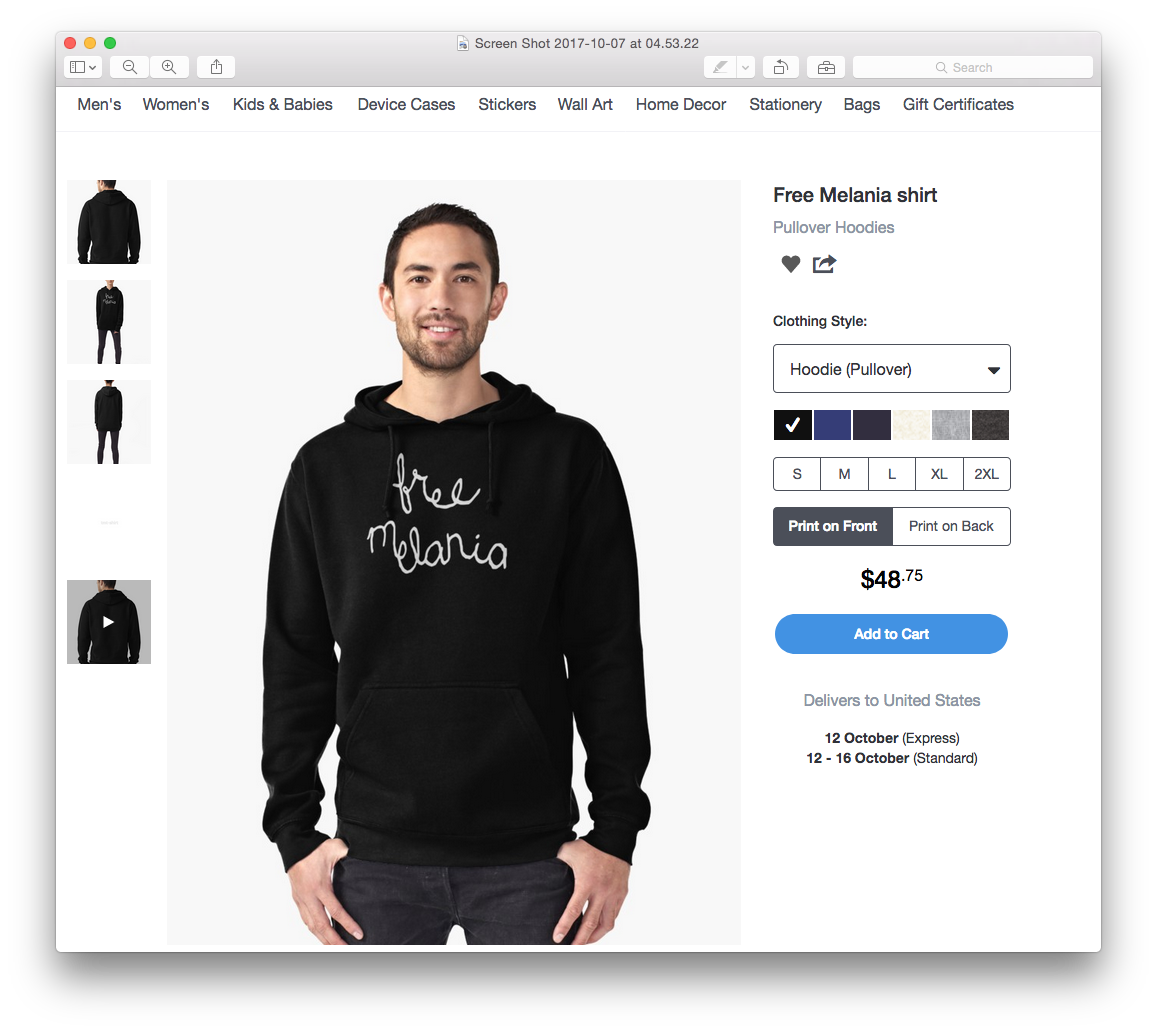 Screen Shot 2017-10-07 at 04.53.22
Search
Men's Women's Kids & Babies Device Cases Stickers Wall Art Home Decor Stationery Bags Gift Certificates
Free Melania shirt
Pullover Hoodies
Clothing Style:
Hoodie (Pullover)
S M L XL 2XL
Print on Front Print on Back
$48.75
Add to Cart
Delivers to United States
12 October (Express)
12 - 16 October (Standard)
free
melania
free
melania